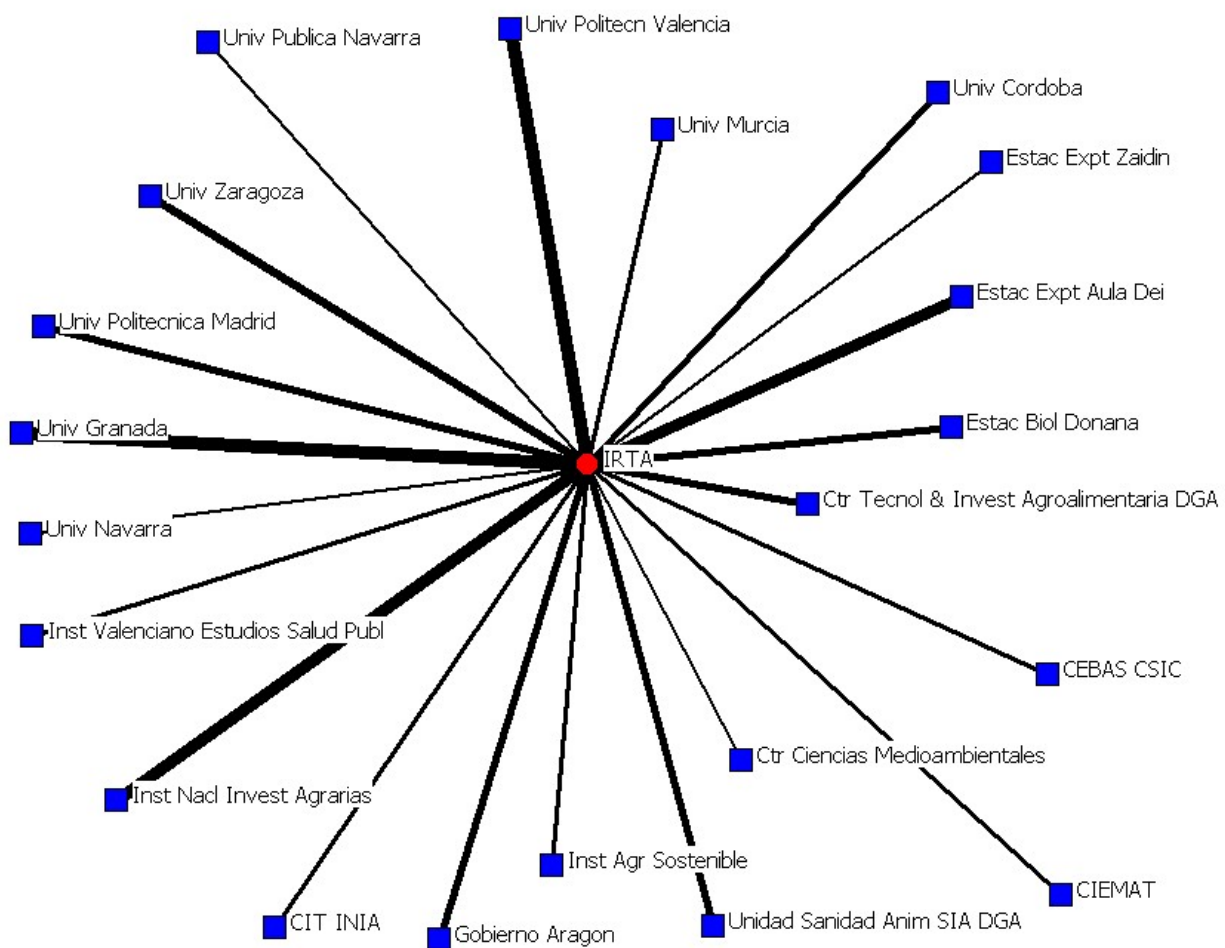 Univ Politecn Valencia
Univ Publica Navarra
Univ Cordoba
Univ Murcia
Estac Expt Zaidin
Univ Zaragoza
Estac Expt Aula Dei
Univ Politecnica Madrid
Estac Biol Donana
Univ Granada
IRTA
Ctr Tecnol & Invest Agroalimentaria DGA
Univ Navarra
Inst Valenciano Estudios Salud Publ
CEBAS CSIC
Ctr Ciencias Medioambientales
Inst Nacl Invest Agrarias
Inst Agr Sostenible
CIEMAT
CIT INIA
Unidad Sanidad Anim SIA DGA
Gobierno Aragon